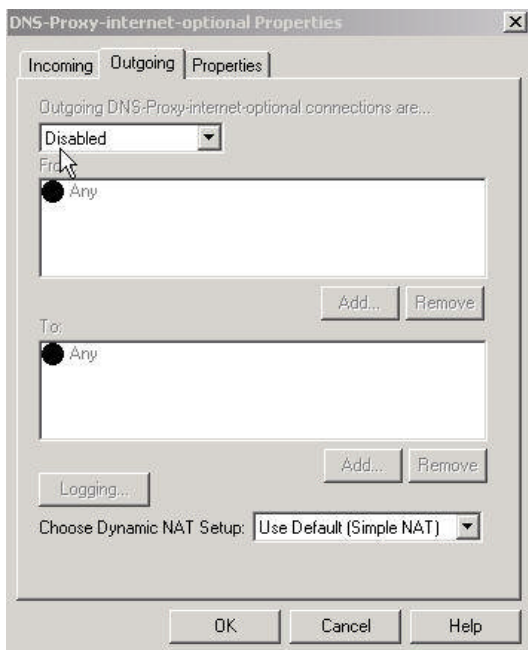 DNS-Proxy-internet-optional Properties
Incoming Outgoing Properties
Outgoing DNS-Proxy-internet-optional connections are...
Disabled
From:
Any
Add... Remove
To:
Any
Add... Remove
Logging...
Choose Dynamic NAT Setup: Use Default (Simple NAT)
OK Cancel Help